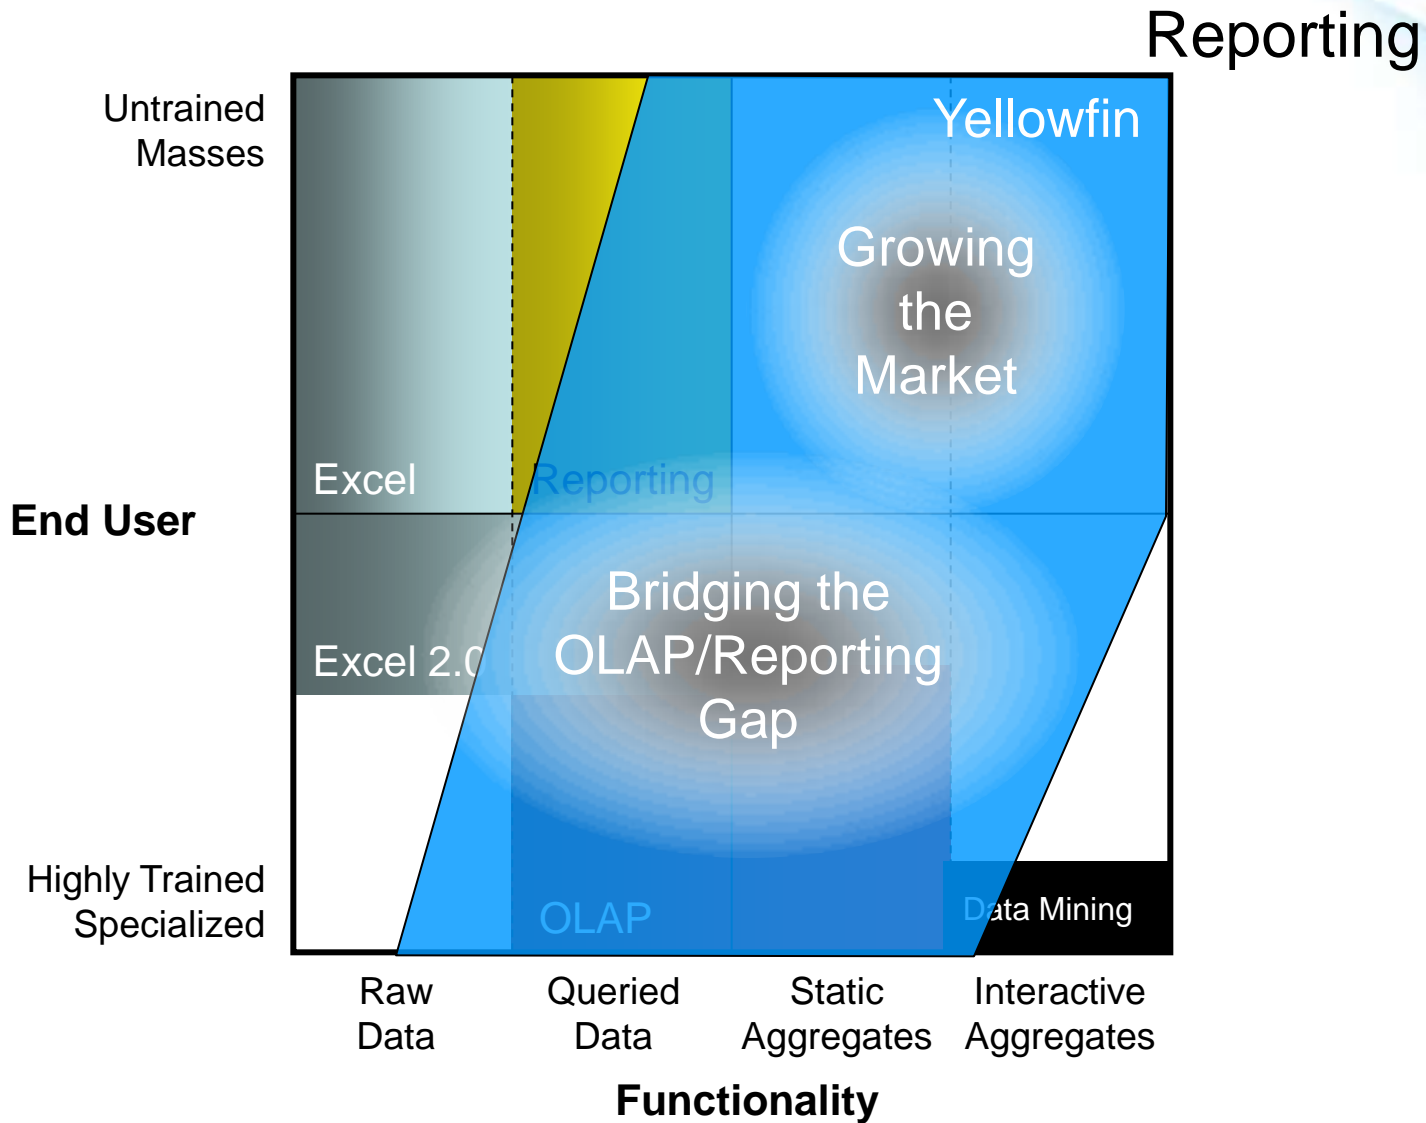 Reporting
Untrained
Masses
Yellowfin
Growing
the
Market
Excel
Reporting
End User
Bridging the
OLAP/Reporting
Gap
Excel 2.0
Highly Trained
Specialized
OLAP
Data Mining
Raw
Data
Queried
Data
Static
Aggregates
Interactive
Aggregates
Functionality